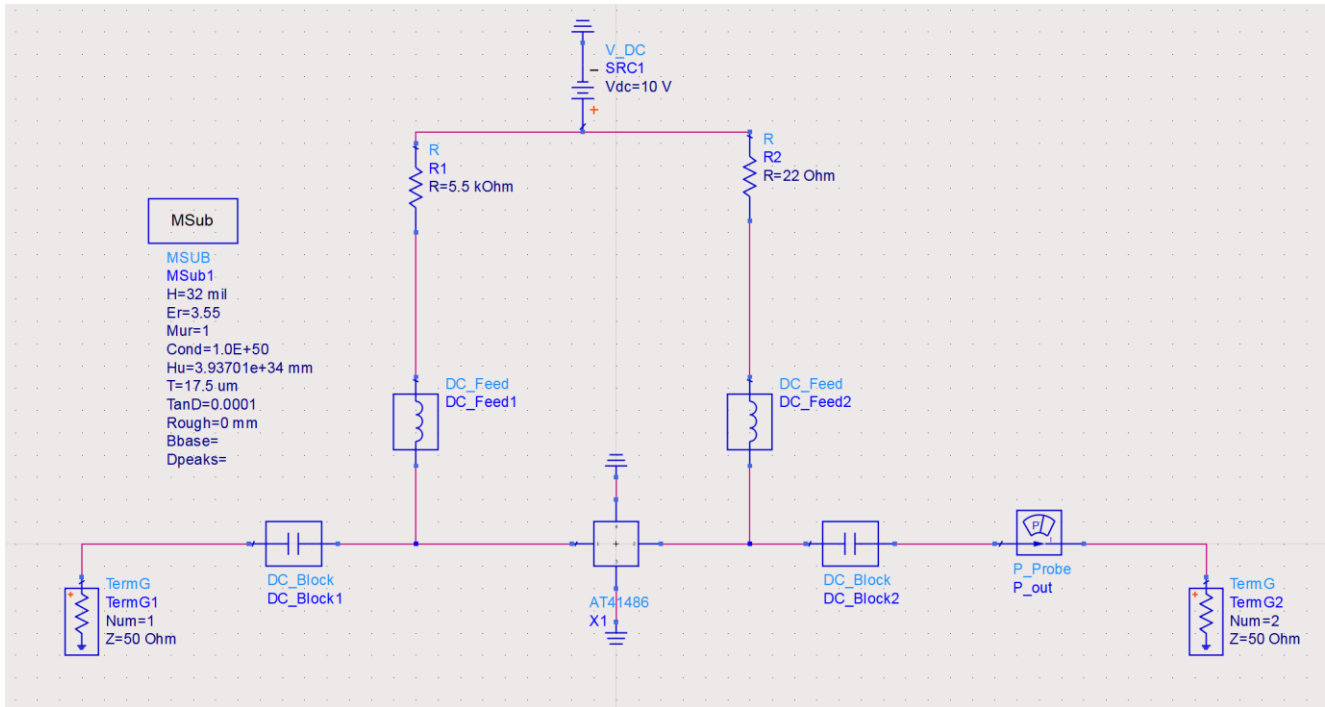 V_DC
SRC1
Vdc=10 V
R
R1
R=5.5 kOhm
R
R2
R=22 Ohm
MSub
MSUB
MSub1
H=32 mil
Er=3.55
Mur=1
Cond=1.0E+50
Hu=3.93701e+34 mm
T=17.5 um
TanD=0.0001
Rough=0 mm
Bbase=
Dpeaks=
DC_Feed
DC_Feed1
DC_Feed
DC_Feed2
DC_Block
DC_Block1
AT41486
X1
DC_Block
DC_Block2
P
P_Probe
P_out
TermG
TermG1
Num=1
Z=50 Ohm
TermG
TermG2
Num=2
Z=50 Ohm